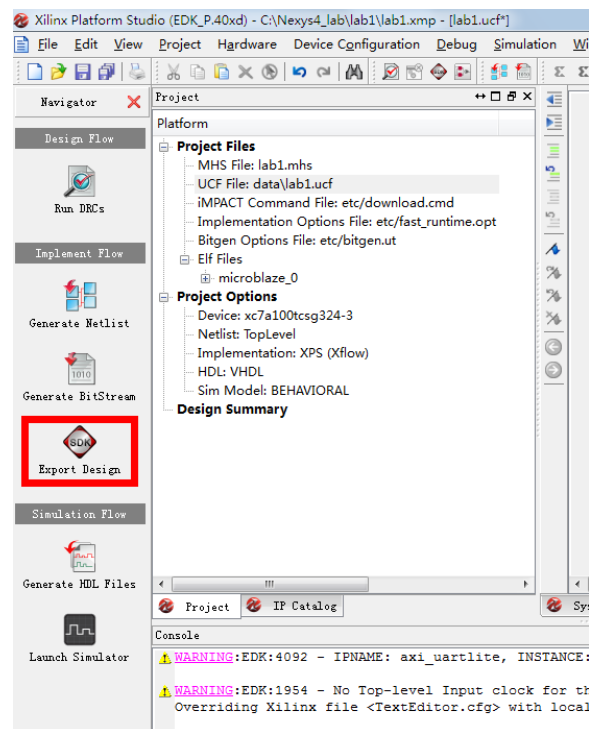 Xilinx Platform Studio (EDK_P.40xd) - C:\Nexys4_lab\lab1\lab1.xmp - [lab1.ucf*]
File Edit View Project Hardware Device Configuration Debug Simulation
Navigator
Project
Platform
Design Flow
Run DRCs
Implement Flow
Generate Netlist
1010
Generate BitStream
SDK
Export Design
Simulation Flow
Generate HDL Files
Launch Simulator
Project Files
MHS File: lab1.mhs
UCF File: data\lab1.ucf
iMPACT Command File: etc/download.cmd
Implementation Options File: etc/fast_runtime.opt
Bitgen Options File: etc/bitgen.ut
Elf Files
microblaze_0
Project Options
Device: xc7a100tcsg324-3
Netlist: TopLevel
Implementation: XPS (Xflow)
HDL: VHDL
Sim Model: BEHAVIORAL
Design Summary
Project IP Catalog
Console
WARNING:EDK:4092 - IPNAME: axi_uartlite, INSTANCE:
WARNING:EDK:1954 - No Top-level Input clock for th
Overriding Xilinx file <TextEditor.cfg> with local